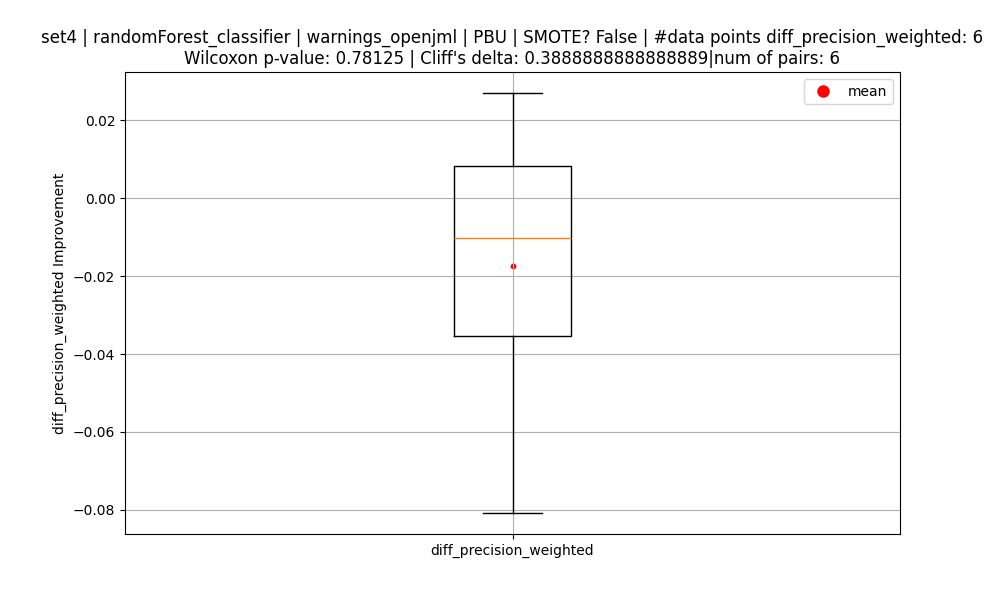 set4 | randomForest_classifier | warnings_openjml | PBU | SMOTE? False | #data points diff_precision_weighted: 6
Wilcoxon p-value: 0.78125 | Cliff's delta: 0.3888888888888889|num of pairs: 6
mean
0.02
0.00
−0.02
−0.04
−0.06
−0.08
diff_precision_weighted Improvement
diff_precision_weighted